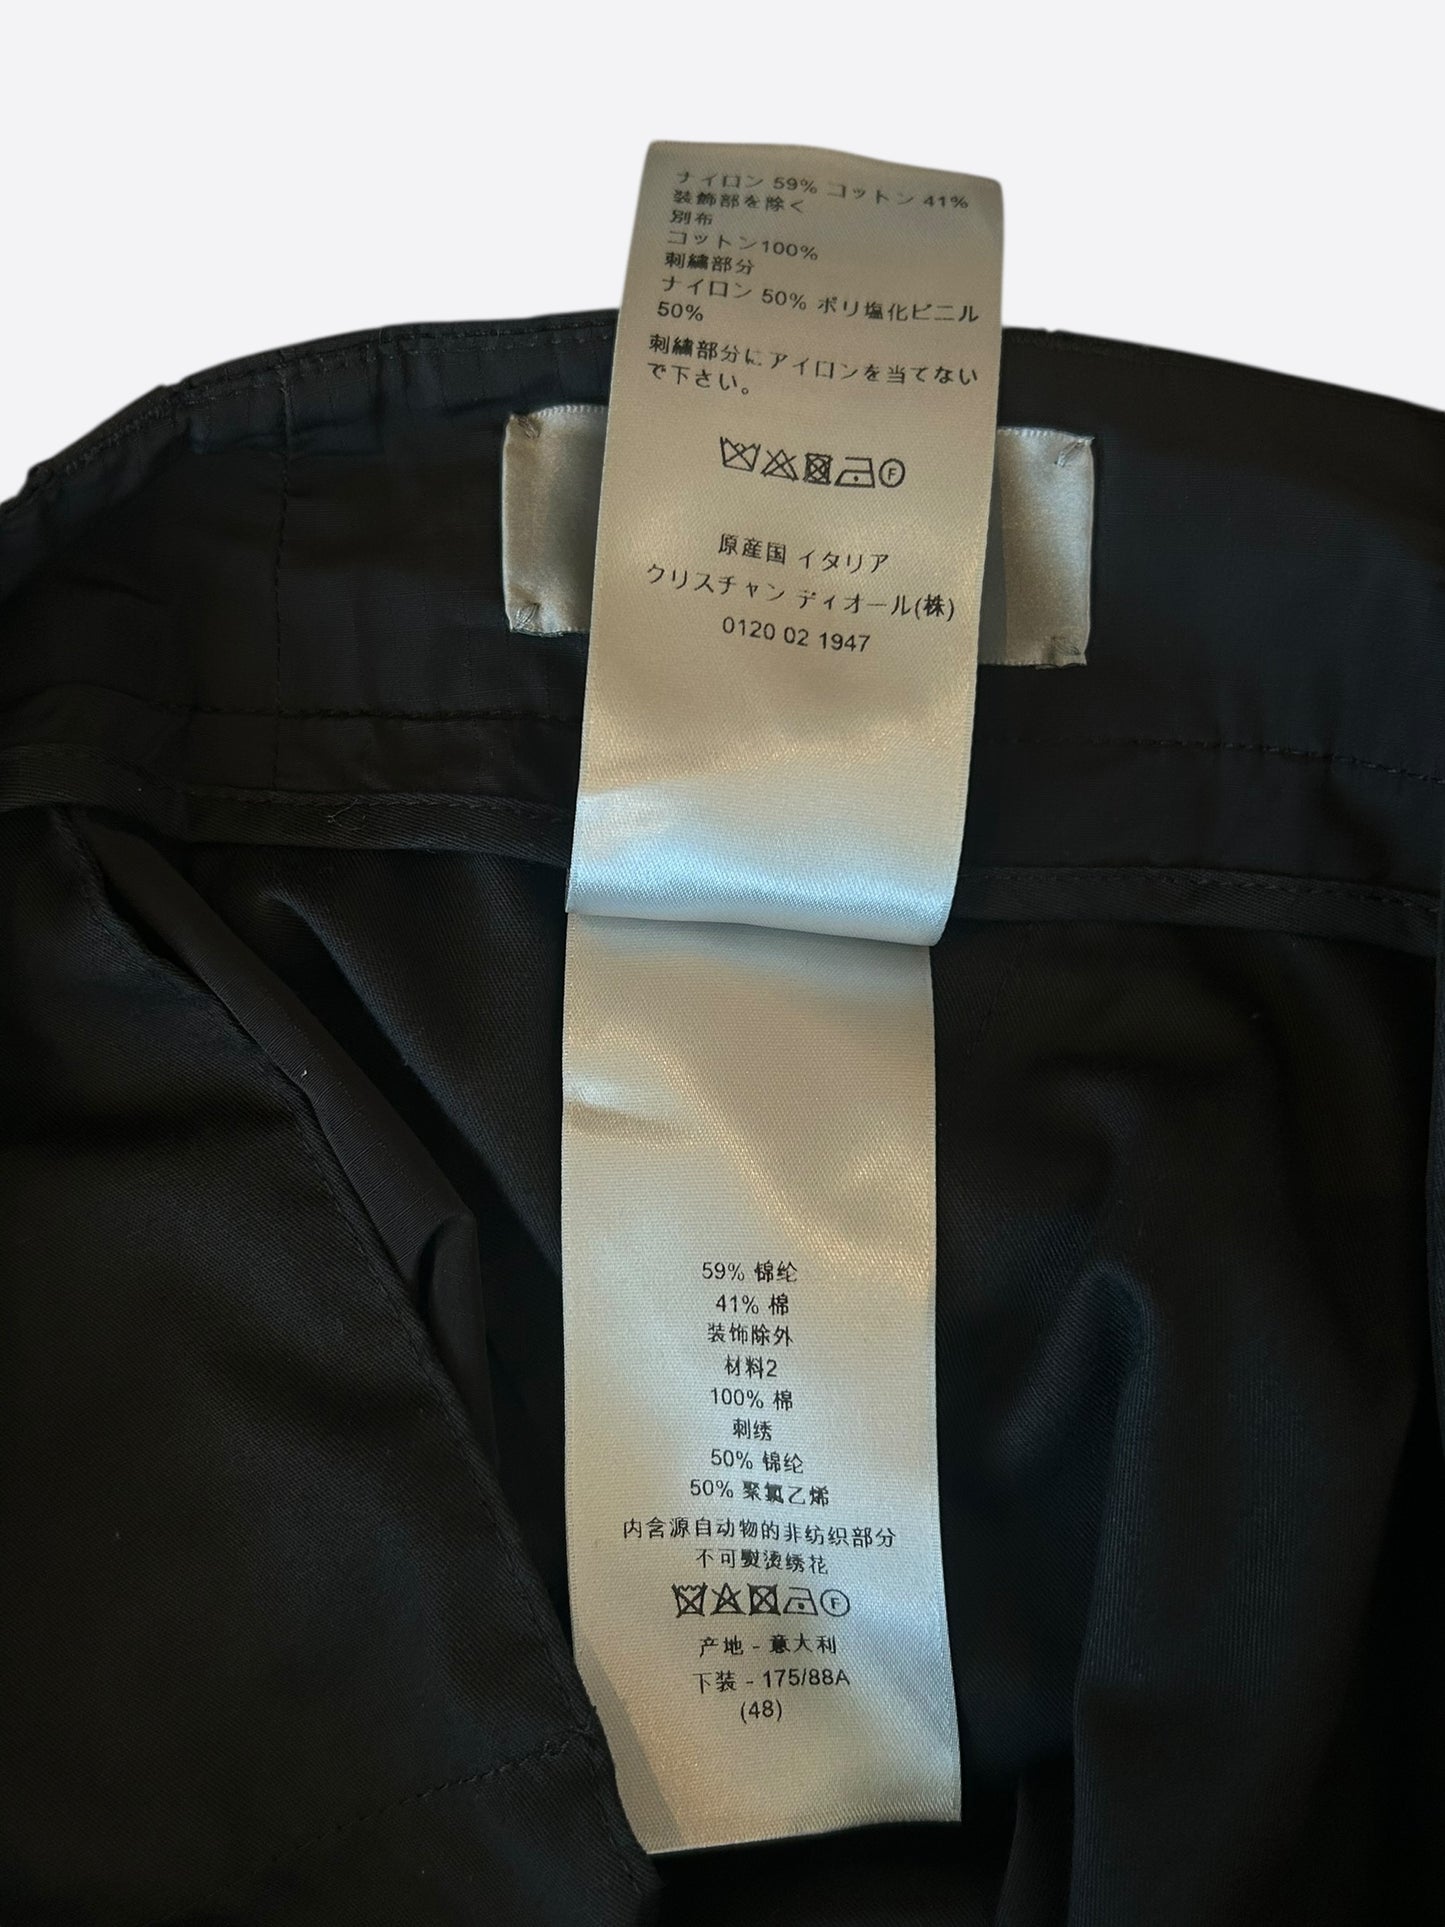 ナイロン 59% コットン 41%
装飾部を除く
別布
コットン100%
刺繍部分
ナイロン 50% ポリ塩化ビニル
50%
刺繍部分にアイロンを当てない
で下さい。
F
原産国 イタリア
クリスチャン ディオール(株)
0120 02 1947
59% 锦纶
41% 棉
装饰除外
材料2
100% 棉
刺绣
50% 锦纶
50% 聚氯乙烯
内含源自动物的非纺织部分
不可熨烫绣花
F
产地 - 意大利
下装 - 175/88A
(48)